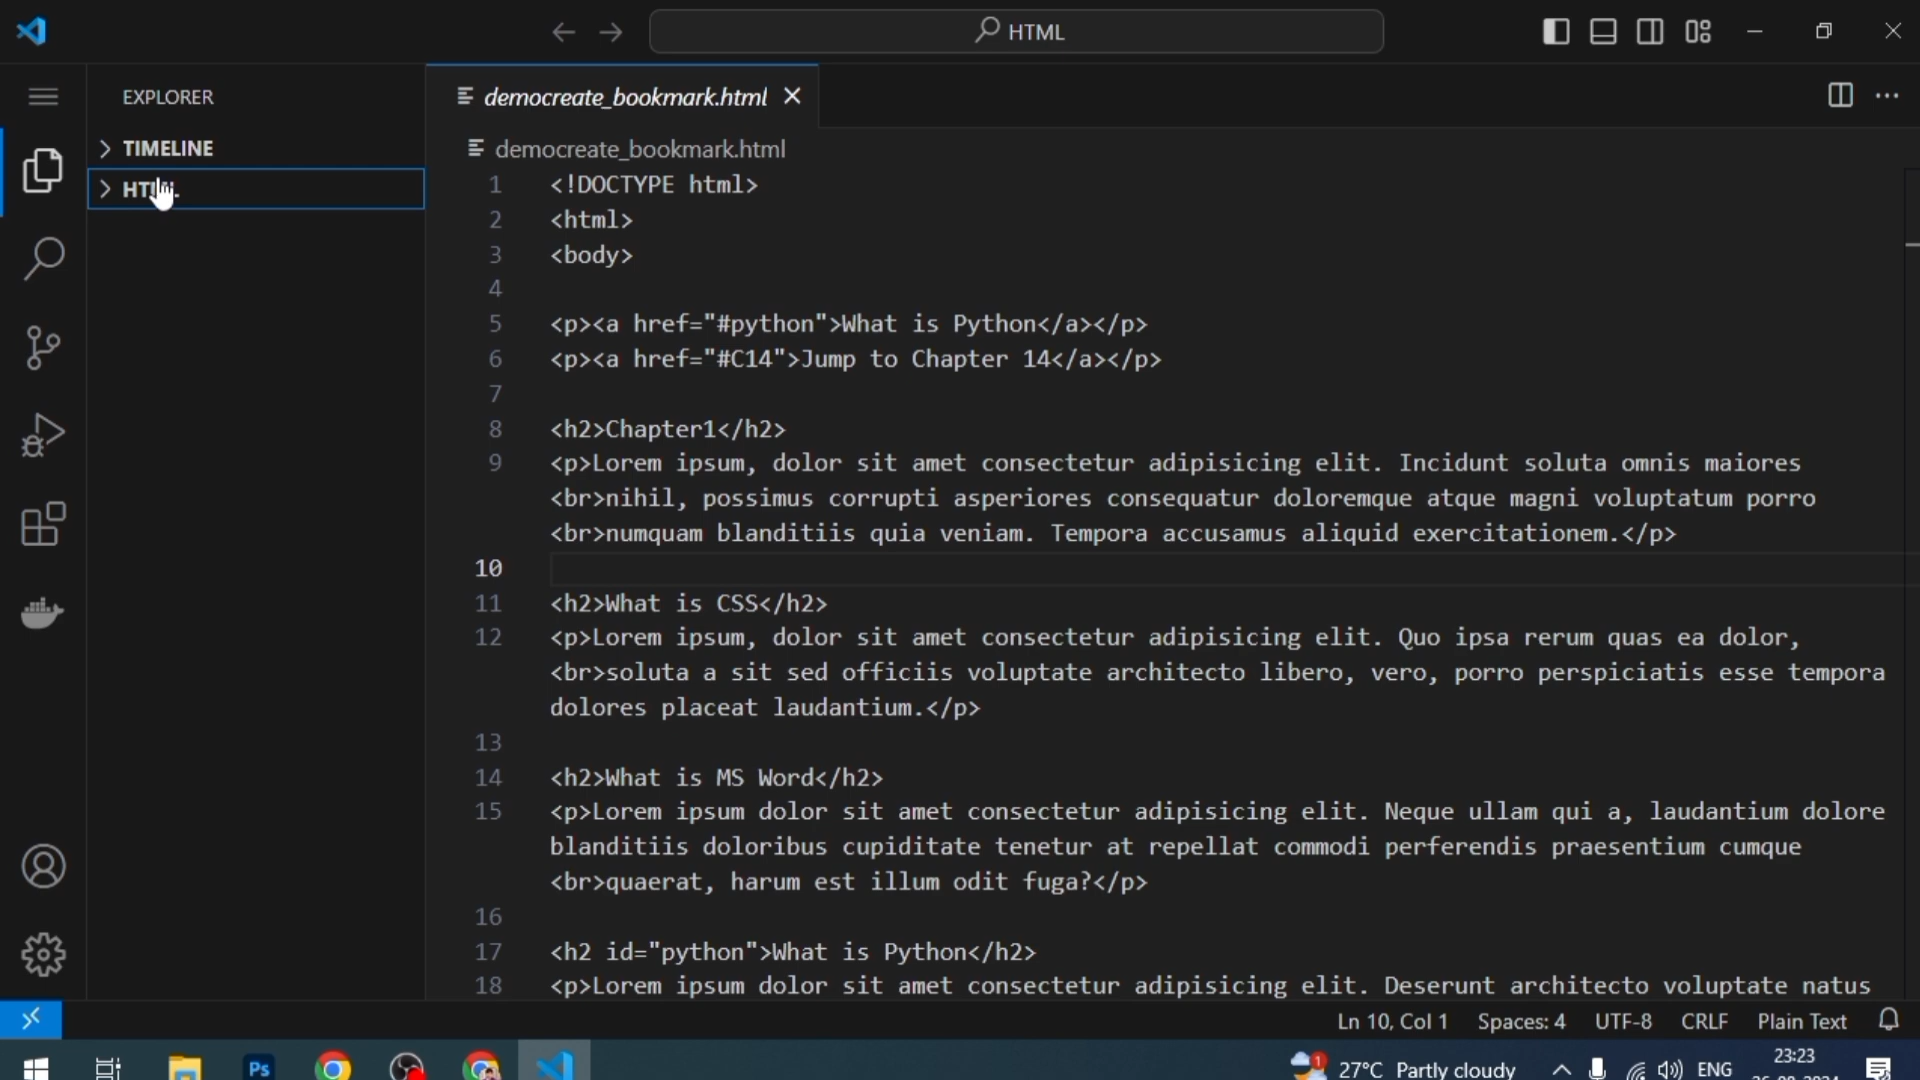 HTML
EXPLORER
TIMELINE
HTML
democreate_bookmark.html
democreate_bookmark.html
1 <!DOCTYPE html>
2 <html>
3 <body>
4
5 <p><a href="#python">What is Python</a></p>
6 <p><a href="#C14">Jump to Chapter 14</a></p>
7
8 <h2>Chapter1</h2>
9 <p>Lorem ipsum, dolor sit amet consectetur adipisicing elit. Incidunt soluta omnis maiores
<br>nihil, possimus corrupti asperiores consequatur doloremque atque magni voluptatum porro
<br>numquam blanditiis quia veniam. Tempora accusamus aliquid exercitationem.</p>
10
11 <h2>What is CSS</h2>
12 <p>Lorem ipsum, dolor sit amet consectetur adipisicing elit. Quo ipsa rerum quas ea dolor,
<br>soluta a sit sed officiis voluptate architecto libero, vero, porro perspiciatis esse tempora
dolores placeat laudantium.</p>
13
14 <h2>What is MS Word</h2>
15 <p>Lorem ipsum dolor sit amet consectetur adipisicing elit. Neque ullam qui a, laudantium dolore
blanditiis doloribus cupiditate tenetur at repellat commodi perferendis praesentium cumque
<br>quaerat, harum est illum odit fuga?</p>
16
17 <h2 id="python">What is Python</h2>
18 <p>Lorem ipsum dolor sit amet consectetur adipisicing elit. Deserunt architecto voluptate natus
Ln 10, Col 1 Spaces: 4 UTF-8 CRLF Plain Text
Ps
1
27°C Partly cloudy
ENG
23:23